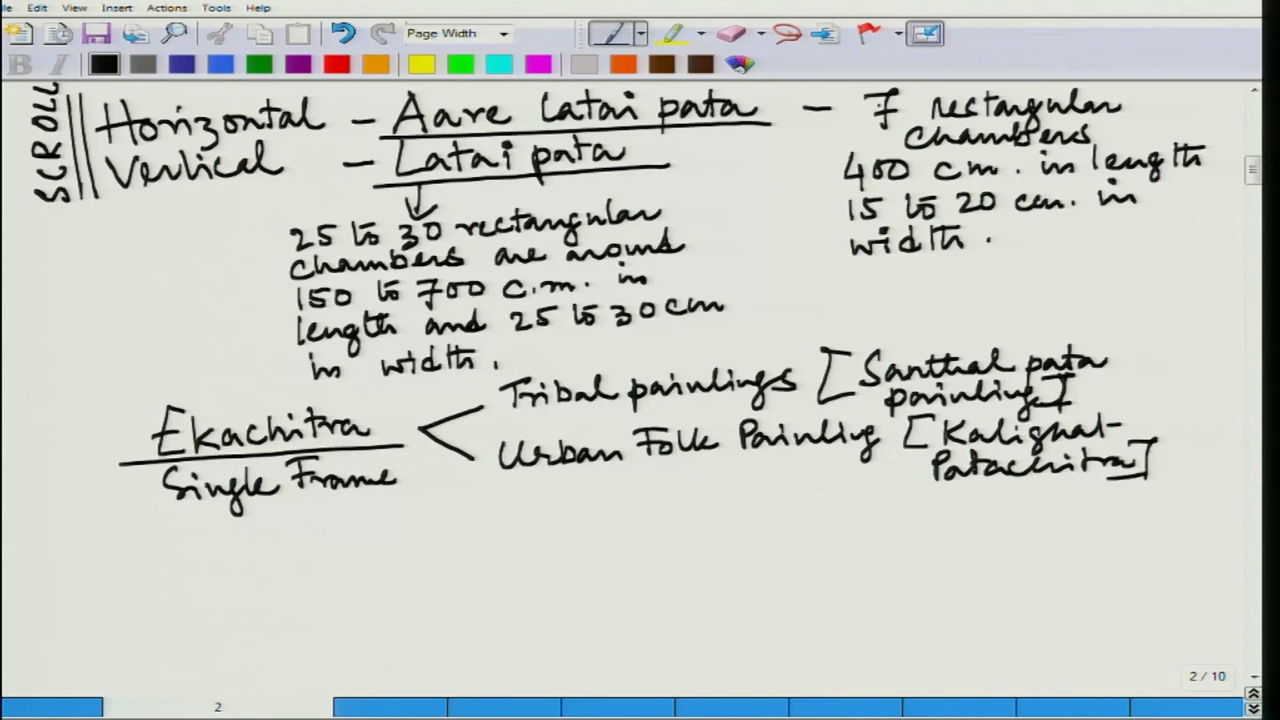 File Edit View Insert Actions Tools Help
Page Width
SCROLL
Horizontal - Aare Latai pata - 7 rectangular
chambers
400 cm. in length
15 to 20 cm. in
width.
Vertical - Latai pata
25 to 30 rectangular
chambers are around
150 to 700 c.m. in
length and 25 to 30 cm
in width.
Ekachitra
Single Frame
Tribal paintings [Santhal pata
painting]
Urban Folk Painting [Kalighat-
Patachitra]
2 / 10
2